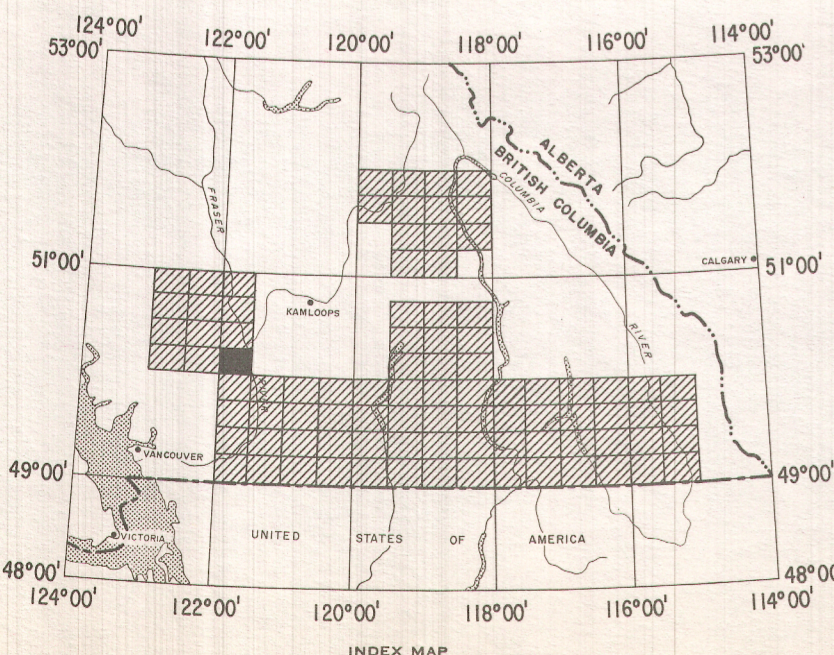 124°00'
122°00'
120°00'
118°00'
116°00'
114°00'
53°00'
53°00'
ALBERTA
BRITISH COLUMBIA
COLUMBIA
FRASER
51°00'
CALGARY
51°00'
KAMLOOPS
RIVER
RIVER
VANCOUVER
49°00'
49°00'
VICTORIA
UNITED STATES OF AMERICA
48°00'
48°00
124°00'
122°00'
120°00'
118°00'
116°00'
114°00'
INDEX MAP